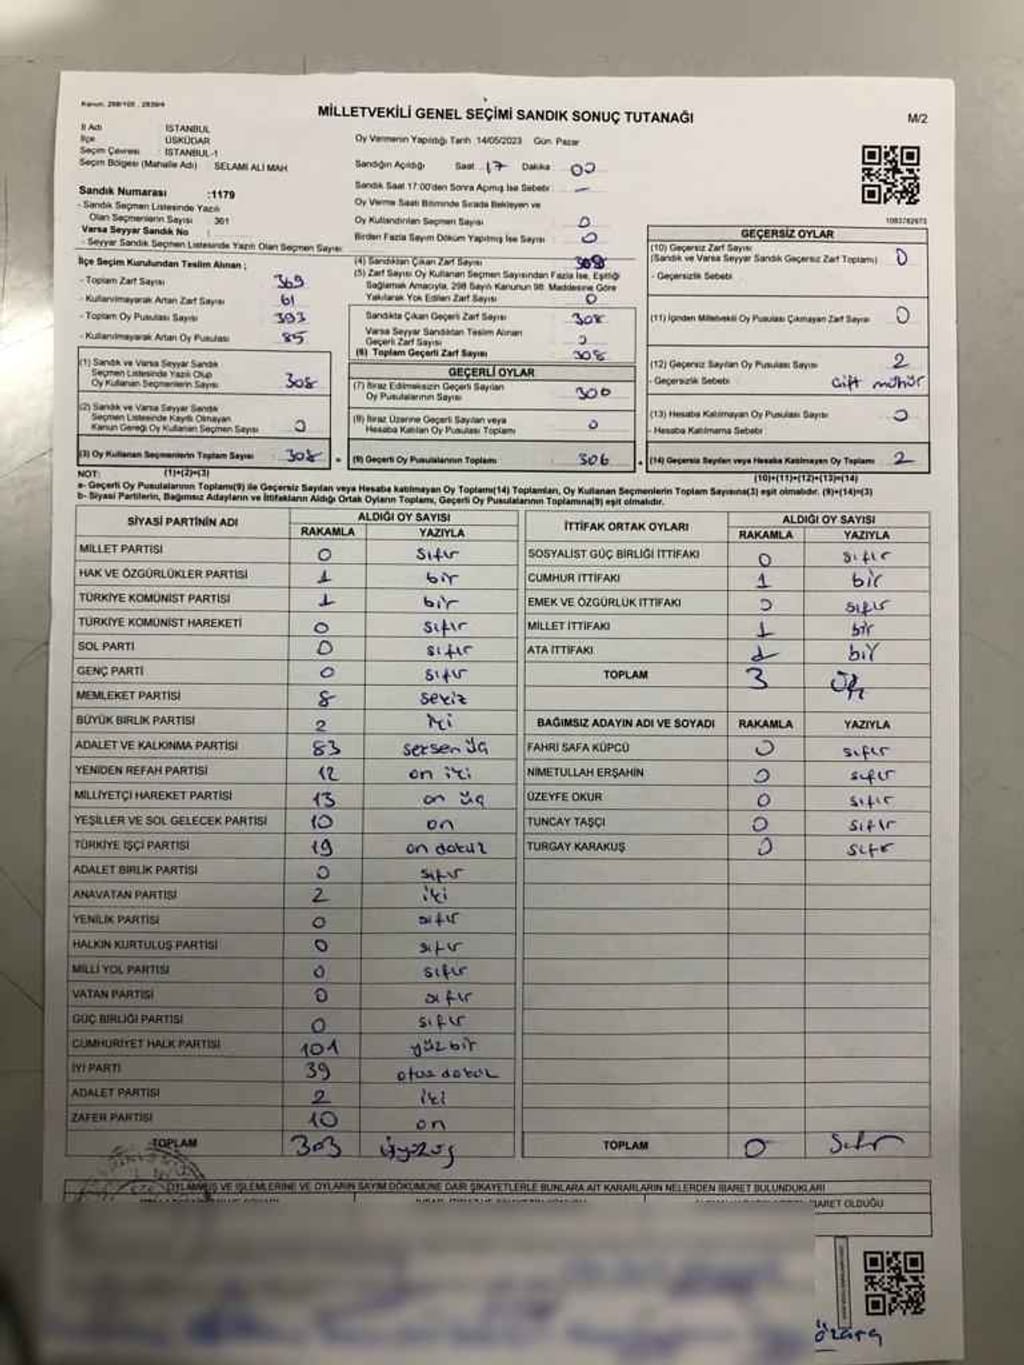 Kanun: 298/105 , 2839/4
MİLLETVEKİLİ GENEL SEÇİMİ SANDIK SONUÇ TUTANAĞI
M/2
İl Adı İSTANBUL
İlçe ÜSKÜDAR
Seçim Çevresi : İSTANBUL-1
Seçim Bölgesi (Mahalle Adı) SELAMİ ALİ MAH
Sandık Numarası :1179
- Sandık Seçmen Listesinde Yazılı
Olan Seçmenlerin Sayısı 361
Varsa Seyyar Sandık No :
- Seyyar Sandık Seçmen Listesinde Yazılı Olan Seçmen Sayısı:
Oy Vermenin Yapıldığı Tarih 14/05/2023 Gün: Pazar
Sandığın Açıldığı Saat 17 Dakika 00
Sandık Saat 17:00'den Sonra Açılmış İse Sebebi : —
Oy Verme Saati Bitiminde Sırada Bekleyen ve
Oy Kullandırılan Seçmen Sayısı 0
Birden Fazla Sayım Döküm Yapılmış İse Sayısı 0
1083782673
İlçe Seçim Kurulundan Teslim Alınan ;
- Toplam Zarf Sayısı 369
- Kullanılmayarak Artan Zarf Sayısı 61
- Toplam Oy Pusulası Sayısı 393
- Kullanılmayarak Artan Oy Pusulası 85
(1) Sandık ve Varsa Seyyar Sandık
Seçmen Listesinde Yazılı Olup
Oy Kullanan Seçmenlerin Sayısı 308
(2) Sandık ve Varsa Seyyar Sandık
Seçmen Listesinde Kayıtlı Olmayan
Kanun Gereği Oy Kullanan Seçmen Sayısı 0
(3) Oy Kullanan Seçmenlerin Toplam Sayısı 308
(4) Sandıktan Çıkan Zarf Sayısı 308
(5) Zarf Sayısı Oy Kullanan Seçmen Sayısından Fazla İse, Eşitliği
Sağlamak Amacıyla, 298 Sayılı Kanunun 98. Maddesine Göre
Yakılarak Yok Edilen Zarf Sayısı 0
Sandıkta Çıkan Geçerli Zarf Sayısı 308
Varsa Seyyar Sandıktan Teslim Alınan
Geçerli Zarf Sayısı 0
(6) Toplam Geçerli Zarf Sayısı 308
GEÇERLİ OYLAR
(7) İtiraz Edilmeksizin Geçerli Sayılan
Oy Pusulalarının Sayısı 306
(8) İtiraz Üzerine Geçerli Sayılan veya
Hesaba Katılan Oy Pusulası Toplamı 0
(9) Geçerli Oy Pusulalarının Toplamı 306
GEÇERSİZ OYLAR
(10) Geçersiz Zarf Sayısı 0
(Sandık ve Varsa Seyyar Sandık Geçersiz Zarf Toplamı)
- Geçersizlik Sebebi
(11) İçinden Milletvekili Oy Pusulası Çıkmayan Zarf Sayısı 0
(12) Geçersiz Sayılan Oy Pusulası Sayısı 2
- Geçersizlik Sebebi çift mühür
(13) Hesaba Katılmayan Oy Pusulası Sayısı 0
- Hesaba Katılmama Sebebi
(14) Geçersiz Sayılan veya Hesaba Katılmayan Oy Toplamı 2
NOT: (1)+(2)=(3)
(10)+(11)+(12)+(13)=(14)
a- Geçerli Oy Pusulalarının Toplamı(9) ile Geçersiz Sayılan veya Hesaba katılmayan Oy Toplamı(14) Toplamları, Oy Kullanan Seçmenlerin Toplam Sayısına(3) eşit olmalıdır. (9)+(14)=(3)
b- Siyasi Partilerin, Bağımsız Adayların ve İttifakların Aldığı Ortak Oyların Toplamı, Geçerli Oy Pusulalarının Toplamına(9) eşit olmalıdır.
SİYASİ PARTİNİN ADI ALDIĞI OY SAYISI
RAKAMLA YAZIYLA
MİLLET PARTİSİ 0 sıfır
HAK VE ÖZGÜRLÜKLER PARTİSİ 1 bir
TÜRKİYE KOMÜNİST PARTİSİ 1 bir
TÜRKİYE KOMÜNİST HAREKETİ 0 sıfır
SOL PARTİ 0 sıfır
GENÇ PARTİ 0 sıfır
MEMLEKET PARTİSİ 8 sekiz
BÜYÜK BİRLİK PARTİSİ 2 iki
ADALET VE KALKINMA PARTİSİ 83 seksen üç
YENİDEN REFAH PARTİSİ 12 on iki
MİLLİYETÇİ HAREKET PARTİSİ 13 on üç
YEŞİLLER VE SOL GELECEK PARTİSİ 10 on
TÜRKİYE İŞÇİ PARTİSİ 19 on dokuz
ADALET BİRLİK PARTİSİ 0 sıfır
ANAVATAN PARTİSİ 2 iki
YENİLİK PARTİSİ 0 sıfır
HALKIN KURTULUŞ PARTİSİ 0 sıfır
MİLLİ YOL PARTİSİ 0 sıfır
VATAN PARTİSİ 0 sıfır
GÜÇ BİRLİĞİ PARTİSİ 0 sıfır
CUMHURİYET HALK PARTİSİ 101 yüz bir
İYİ PARTİ 39 otuz dokuz
ADALET PARTİSİ 2 iki
ZAFER PARTİSİ 10 on
TOPLAM 303 üçyüzüç
İTTİFAK ORTAK OYLARI ALDIĞI OY SAYISI
RAKAMLA YAZIYLA
SOSYALİST GÜÇ BİRLİĞİ İTTİFAKI 0 sıfır
CUMHUR İTTİFAKI 1 bir
EMEK VE ÖZGÜRLÜK İTTİFAKI 0 sıfır
MİLLET İTTİFAKI 1 bir
ATA İTTİFAKI 1 bir
TOPLAM 3 üç
BAĞIMSIZ ADAYIN ADI VE SOYADI RAKAMLA YAZIYLA
FAHRİ SAFA KÜPCÜ 0 sıfır
NİMETULLAH ERŞAHİN 0 sıfır
ÜZEYFE OKUR 0 sıfır
TUNCAY TAŞÇI 0 sıfır
TURGAY KARAKUŞ 0 sıfır
TOPLAM 0 sıfır
OYLANMIŞ VE İŞLEMLERİNE VE OYLARIN SAYIM DÖKÜMÜNE DAİR ŞİKAYETLERLE BUNLARA AİT KARARLARIN NELERDEN İBARET BULUNDUKLARI
İBARET OLDUĞU